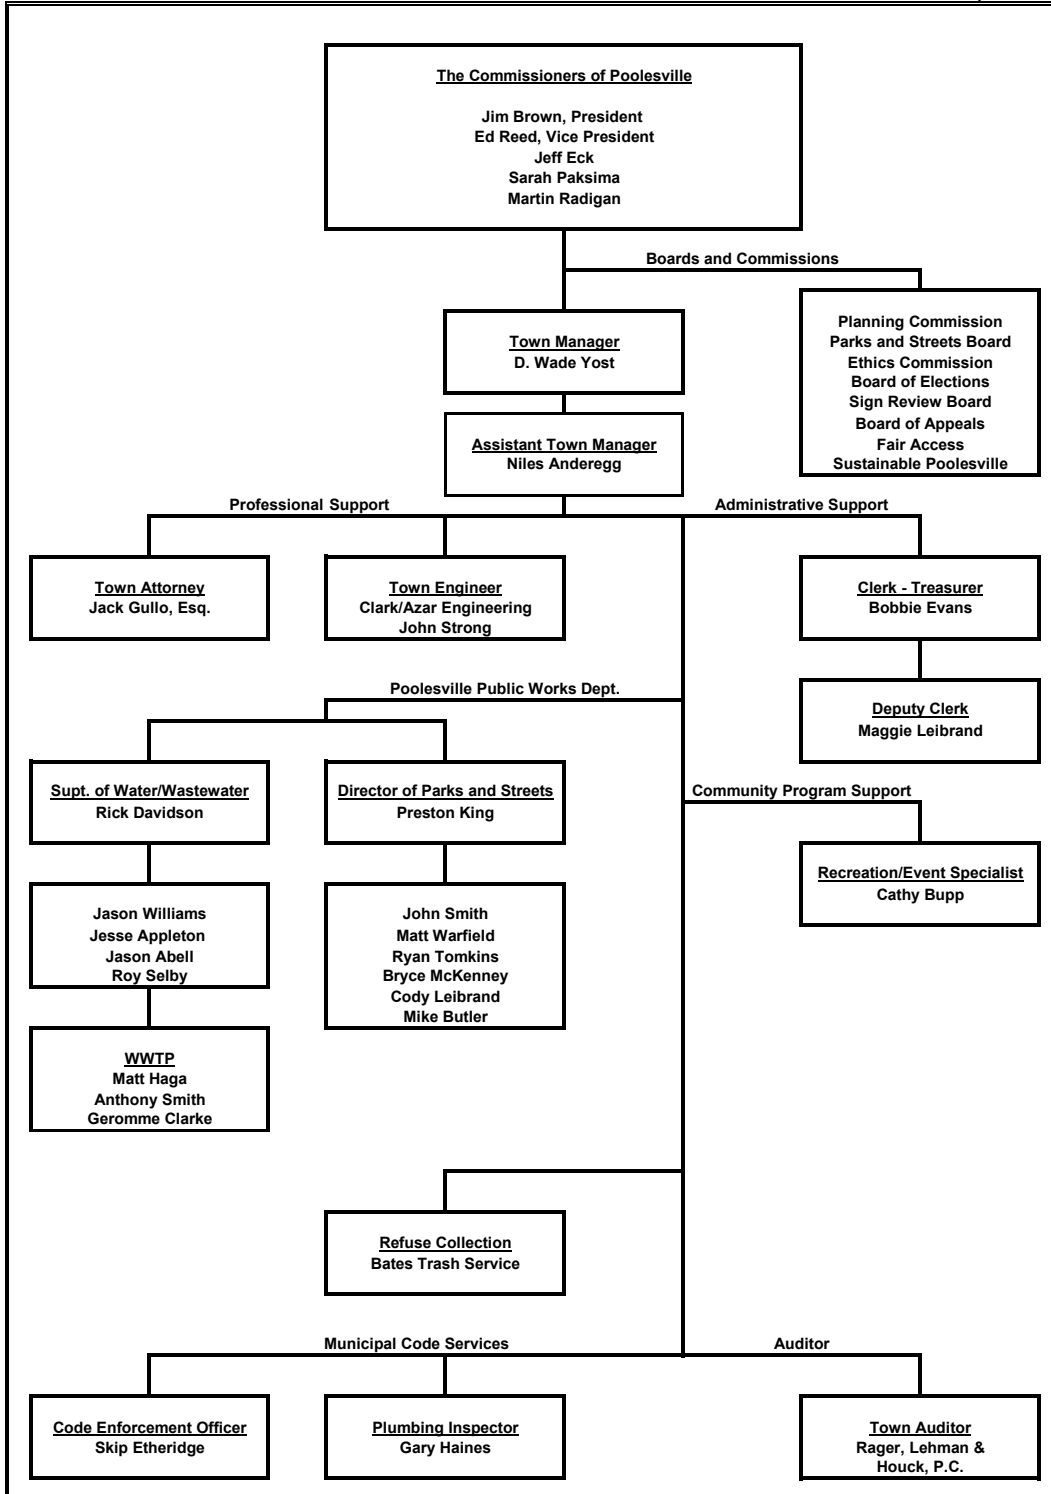 The Commissioners of Poolesville
Jim Brown, President
Ed Reed, Vice President
Jeff Eck
Sarah Paksima
Martin Radigan
Boards and Commissions
Planning Commission
Parks and Streets Board
Ethics Commission
Board of Elections
Sign Review Board
Board of Appeals
Fair Access
Sustainable Poolesville
Town Manager
D. Wade Yost
Assistant Town Manager
Niles Anderegg
Professional Support
Administrative Support
Town Attorney
Jack Gullo, Esq.
Town Engineer
Clark/Azar Engineering
John Strong
Clerk - Treasurer
Bobbie Evans
Deputy Clerk
Maggie Leibrand
Poolesville Public Works Dept.
Supt. of Water/Wastewater
Rick Davidson
Director of Parks and Streets
Preston King
Community Program Support
Recreation/Event Specialist
Cathy Bupp
Jason Williams
Jesse Appleton
Jason Abell
Roy Selby
John Smith
Matt Warfield
Ryan Tomkins
Bryce McKenney
Cody Leibrand
Mike Butler
WWTP
Matt Haga
Anthony Smith
Geromme Clarke
Refuse Collection
Bates Trash Service
Municipal Code Services
Auditor
Code Enforcement Officer
Skip Etheridge
Plumbing Inspector
Gary Haines
Town Auditor
Rager, Lehman &
Houck, P.C.